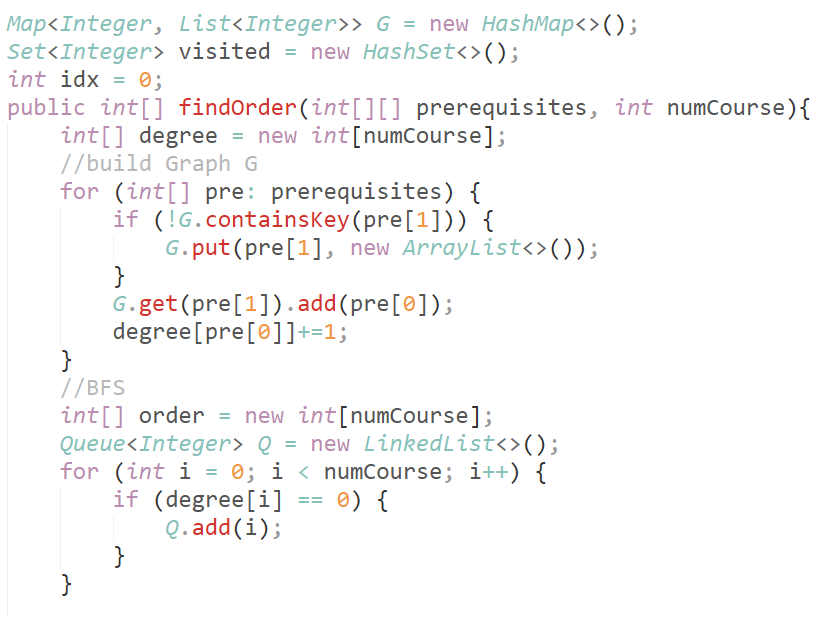 Map<Integer, List<Integer>> G = new HashMap<>();
Set<Integer> visited = new HashSet<>();
int idx = 0;
public int[] findOrder(int[][] prerequisites, int numCourse){
    int[] degree = new int[numCourse];
    //build Graph G
    for (int[] pre: prerequisites) {
        if (!G.containsKey(pre[1])) {
            G.put(pre[1], new ArrayList<>());
        }
        G.get(pre[1]).add(pre[0]);
        degree[pre[0]]+=1;
    }
    //BFS
    int[] order = new int[numCourse];
    Queue<Integer> Q = new LinkedList<>();
    for (int i = 0; i < numCourse; i++) {
        if (degree[i] == 0) {
            Q.add(i);
        }
    }